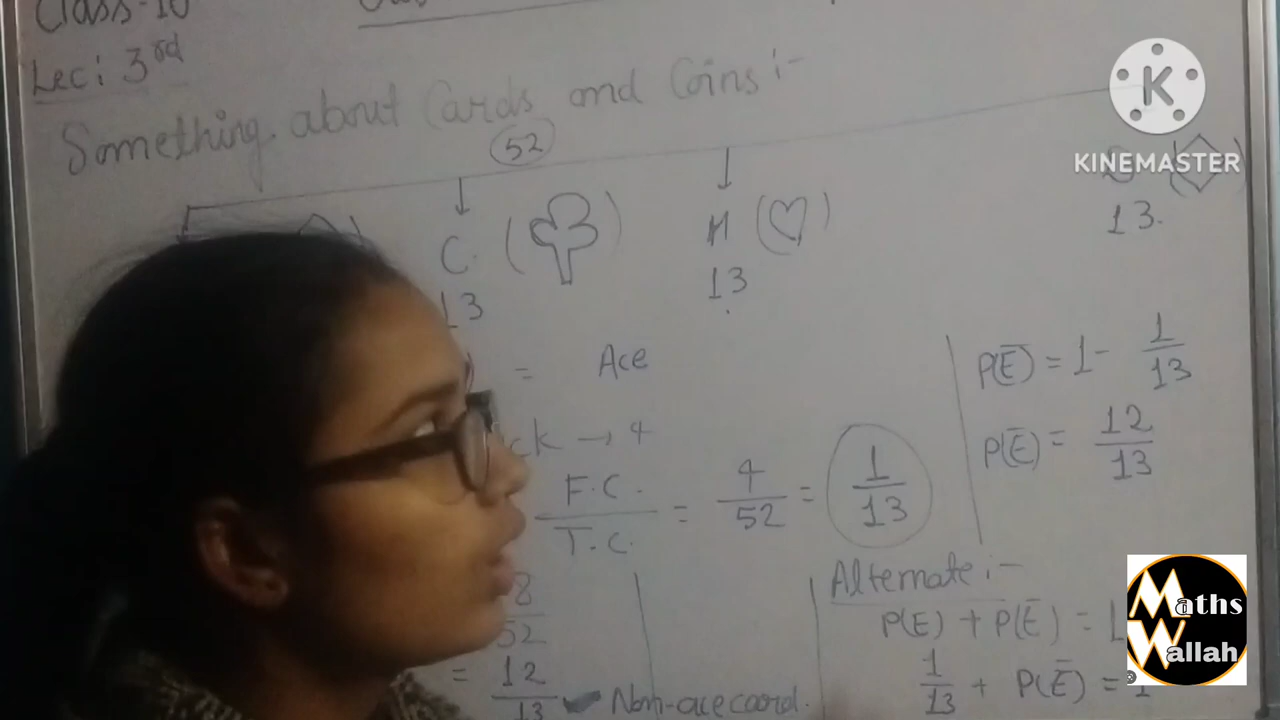 Class-10
Lec: 3rd
Something about Cards and Coins :-
52
C
H
13
13
13.
= Ace
→ 4
F.C.
T.C.
= 4/52 = 1/13
P(E̅) = 1 - 1/13
P(E̅) = 12/13
8
52
= 12/13 Non-ace coord.
Alternate :-
P(E) + P(E̅) = 1
1/13 + P(E̅) = 1
KINEMASTER
Maths
Wallah